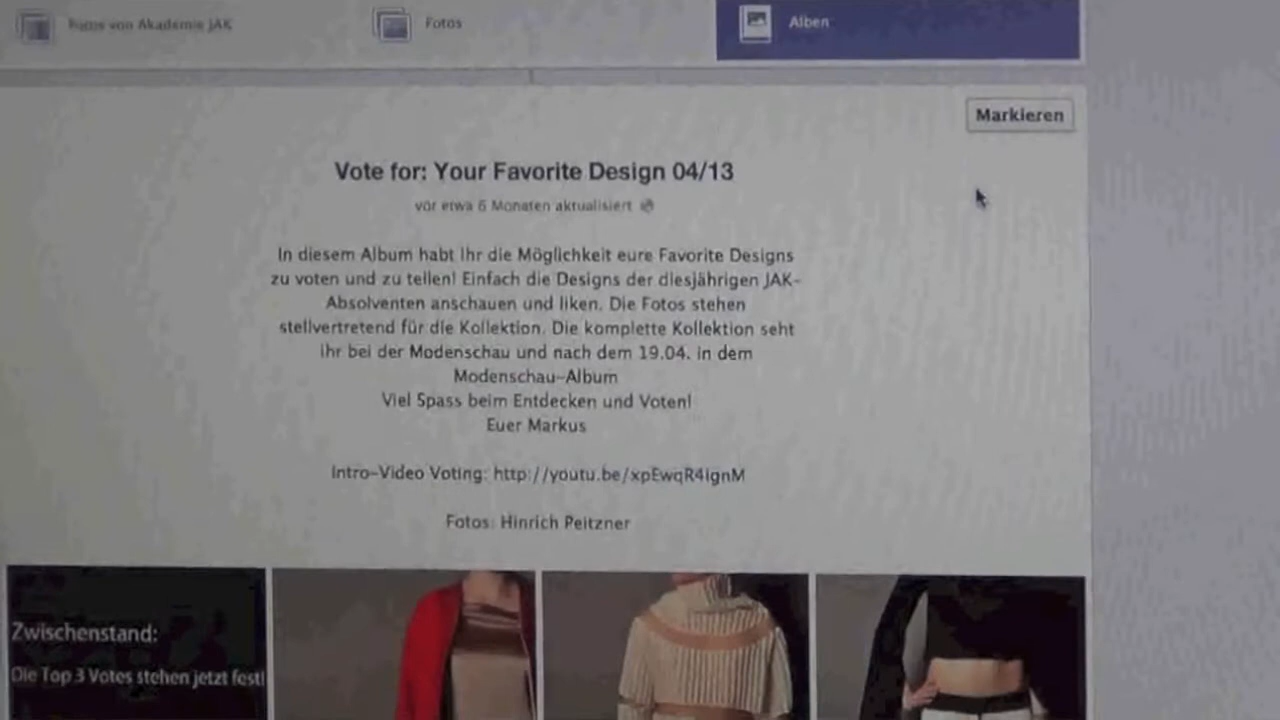 Fotos von Akademie JAK
Fotos
Alben
Markieren
Vote for: Your Favorite Design 04/13
vor etwa 6 Monaten aktualisiert
In diesem Album habt Ihr die Möglichkeit eure Favorite Designs
zu voten und zu teilen! Einfach die Designs der diesjährigen JAK-
Absolventen anschauen und liken. Die Fotos stehen
stellvertretend für die Kollektion. Die komplette Kollektion seht
ihr bei der Modenschau und nach dem 19.04. in dem
Modenschau-Album
Viel Spass beim Entdecken und Voten!
Euer Markus
Intro-Video Voting: http://youtu.be/xpEwqR4ignM
Fotos: Hinrich Peitzner
Zwischenstand:
Die Top 3 Votes stehen jetzt fest!